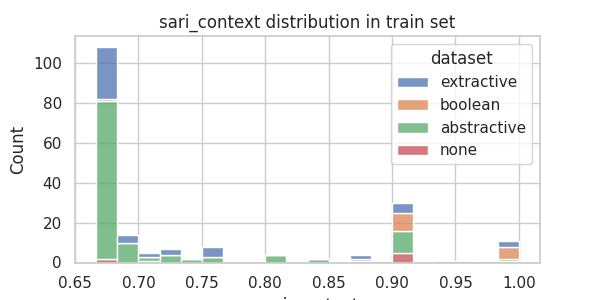 sari_context distribution in train set
100
80
60
40
20
0
Count
dataset
extractive
boolean
abstractive
none
0.65
0.70
0.75
0.80
0.85
0.90
0.95
1.00